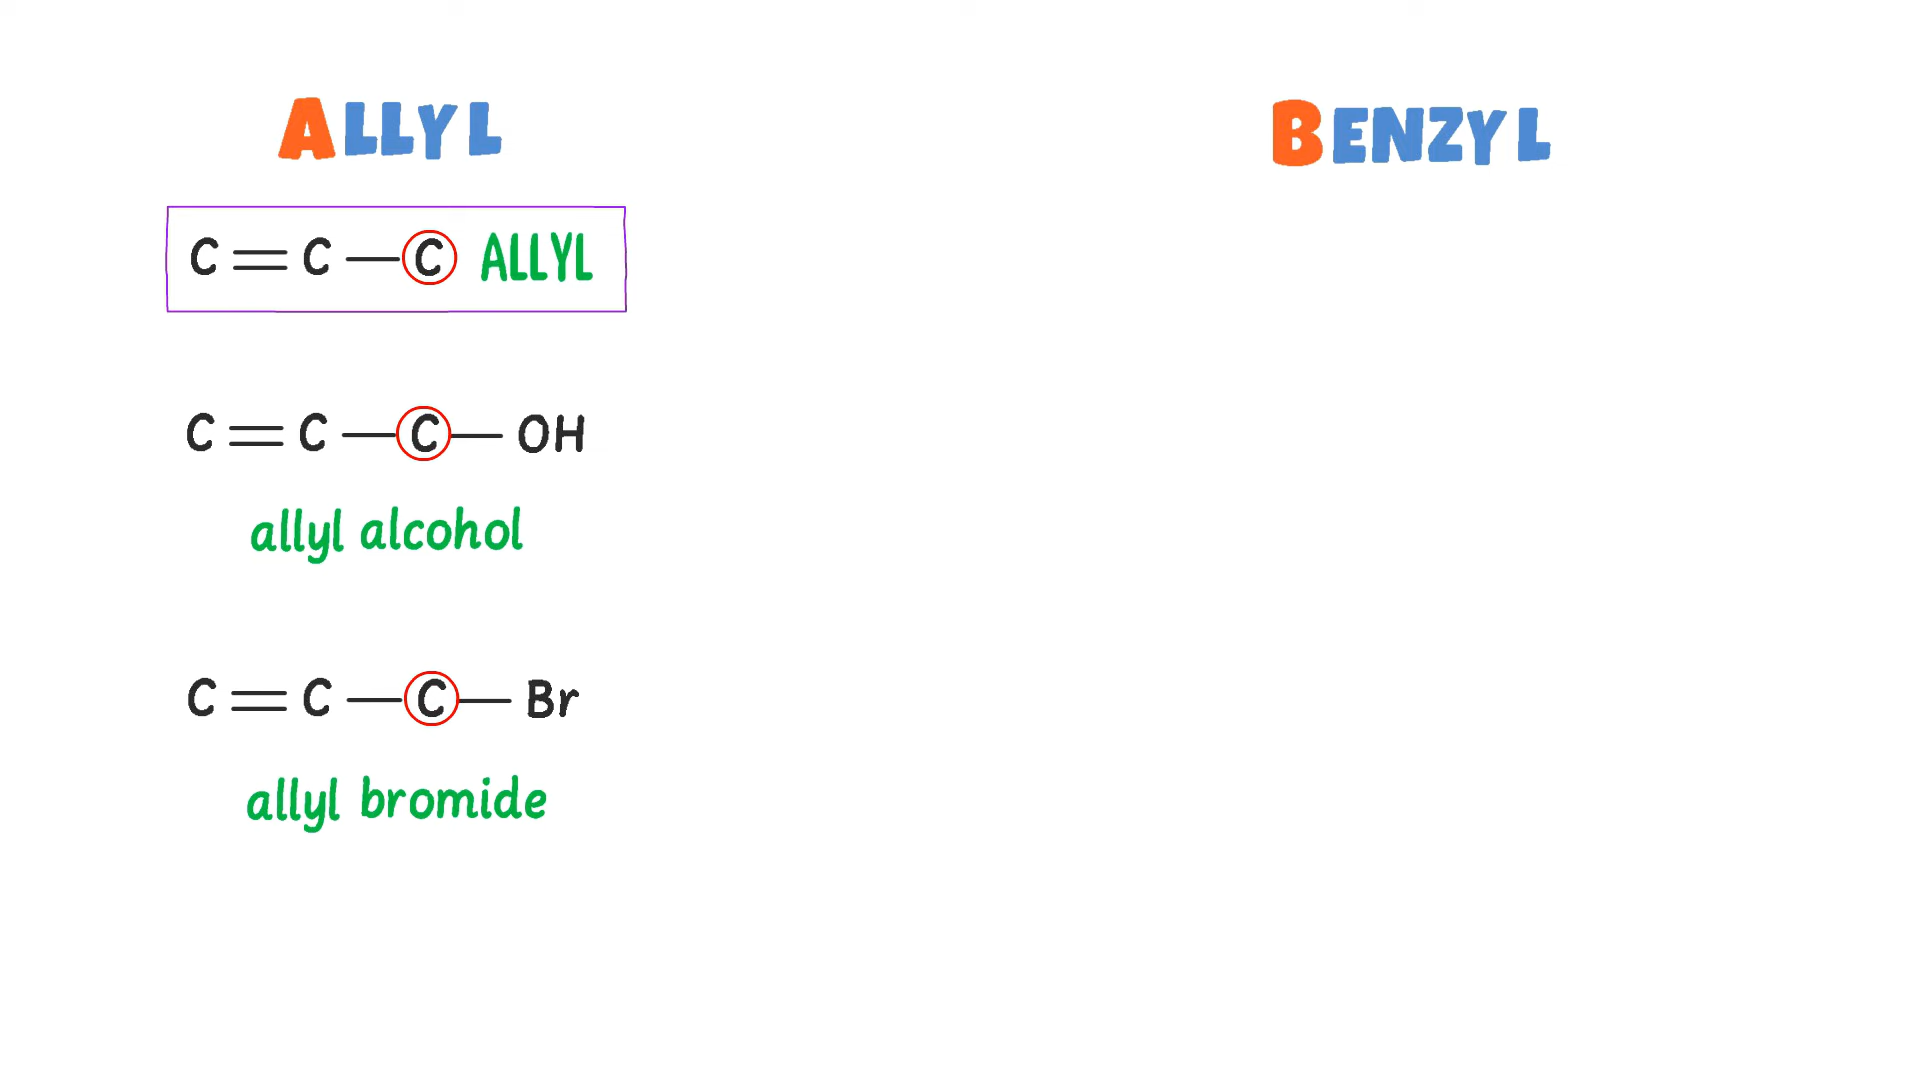 ALLYL
C = C — C ALLYL
C = C — C — OH
allyl alcohol
C = C — C — Br
allyl bromide
BENZYL